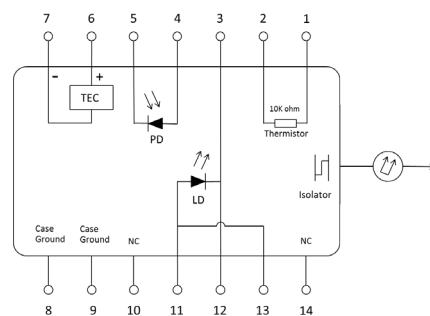 7 6 5 4 3 2 1
- +
TEC
10K ohm
Thermistor
PD
LD
Isolator
Case
Ground
Case
Ground
NC
NC
8 9 10 11 12 13 14